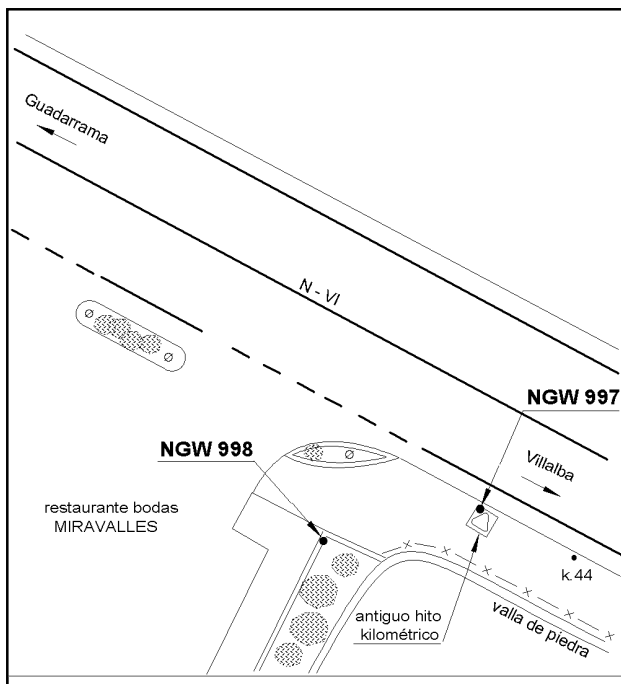 Guadarrama
N - VI
NGW 997
NGW 998
Villalba
restaurante bodas
MIRAVALLES
k.44
antiguo hito
kilométrico
valla de piedra